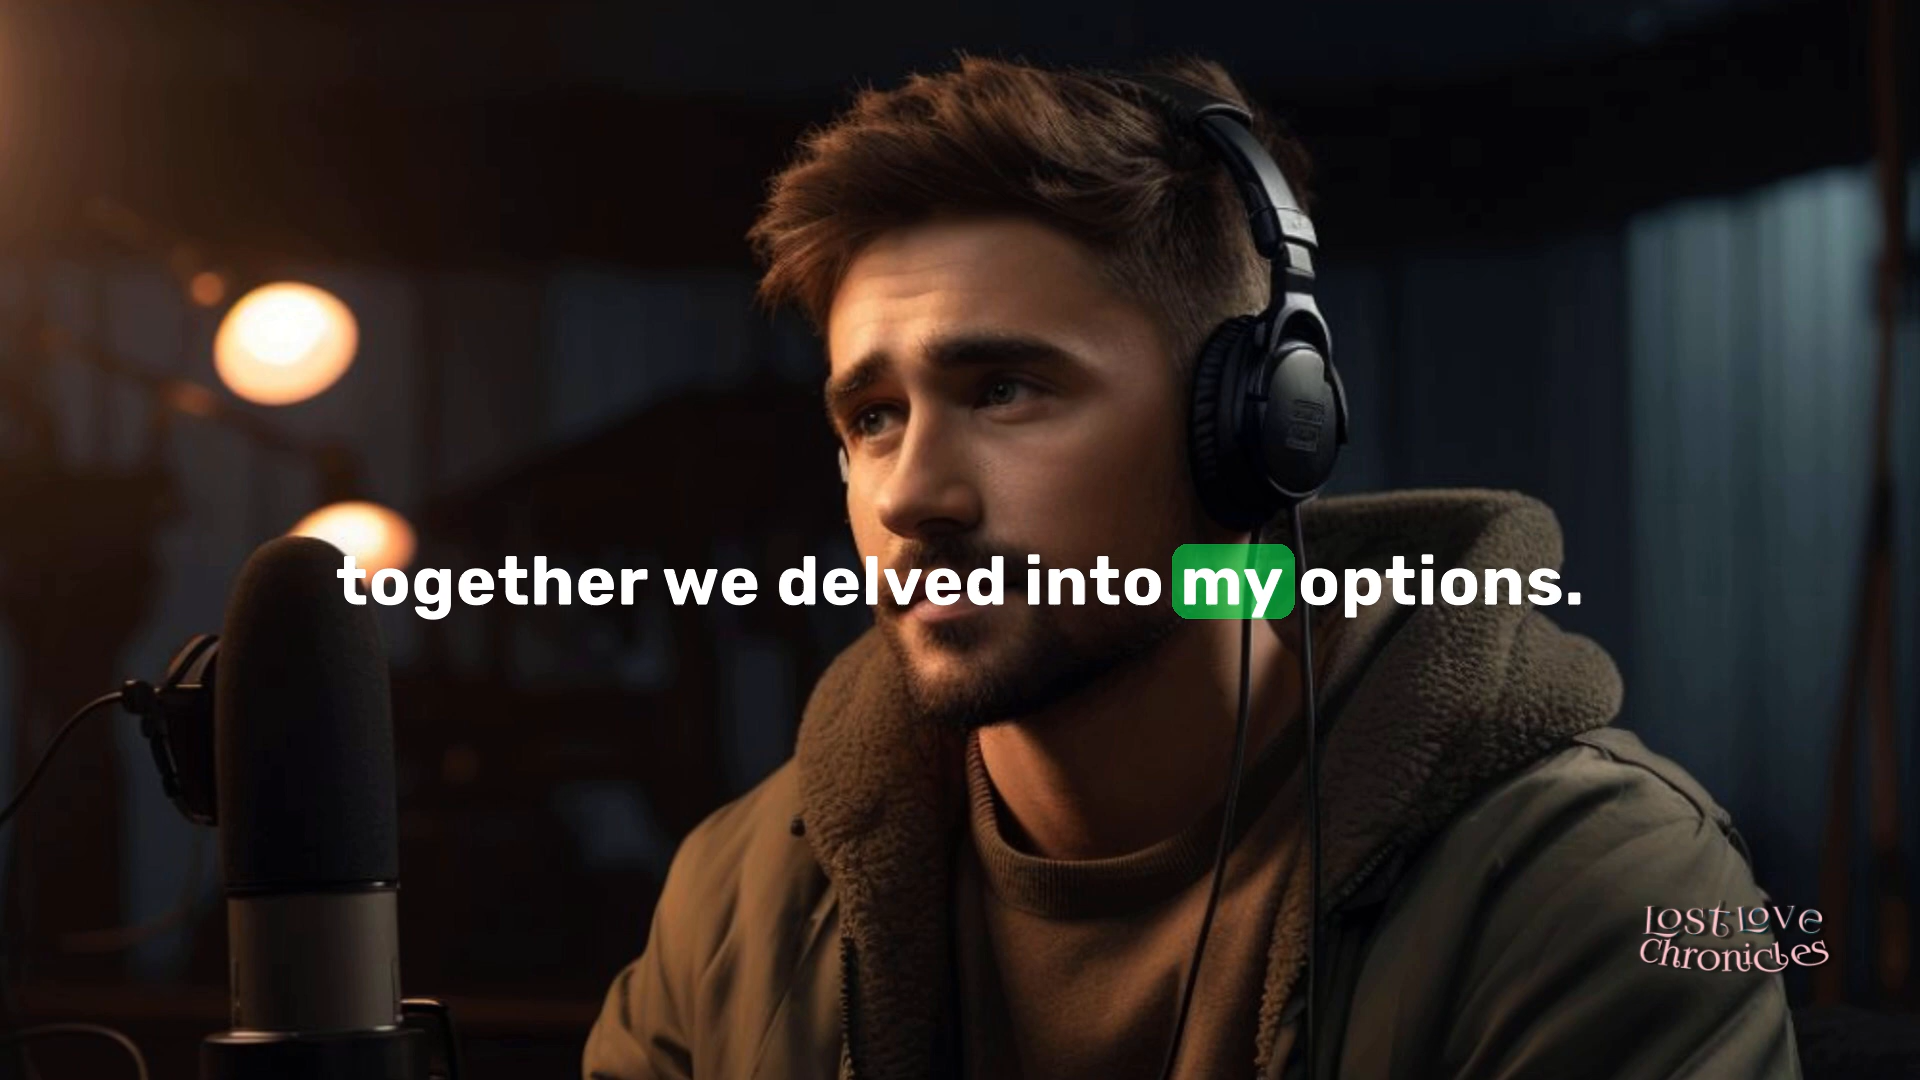 together we delved into my options.
Lost Love
Chronicles